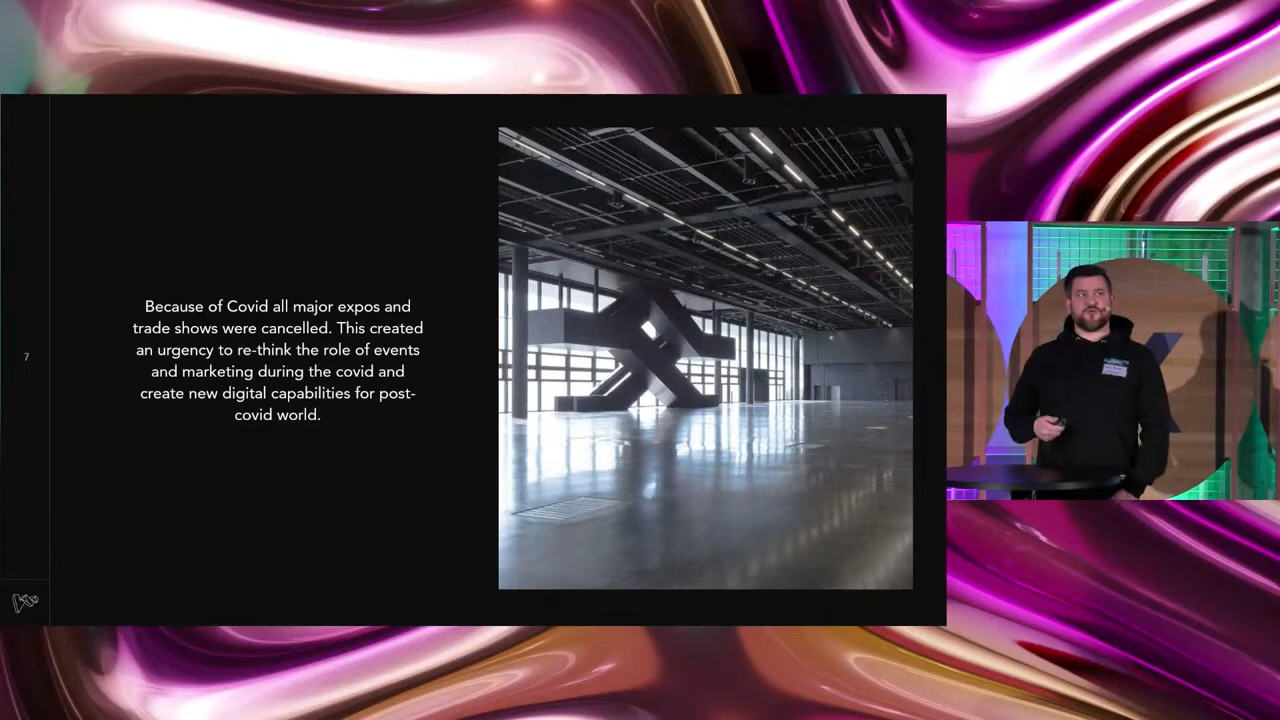 Because of Covid all major expos and
trade shows were cancelled. This created
an urgency to re-think the role of events
and marketing during the covid and
create new digital capabilities for post-
covid world.
7